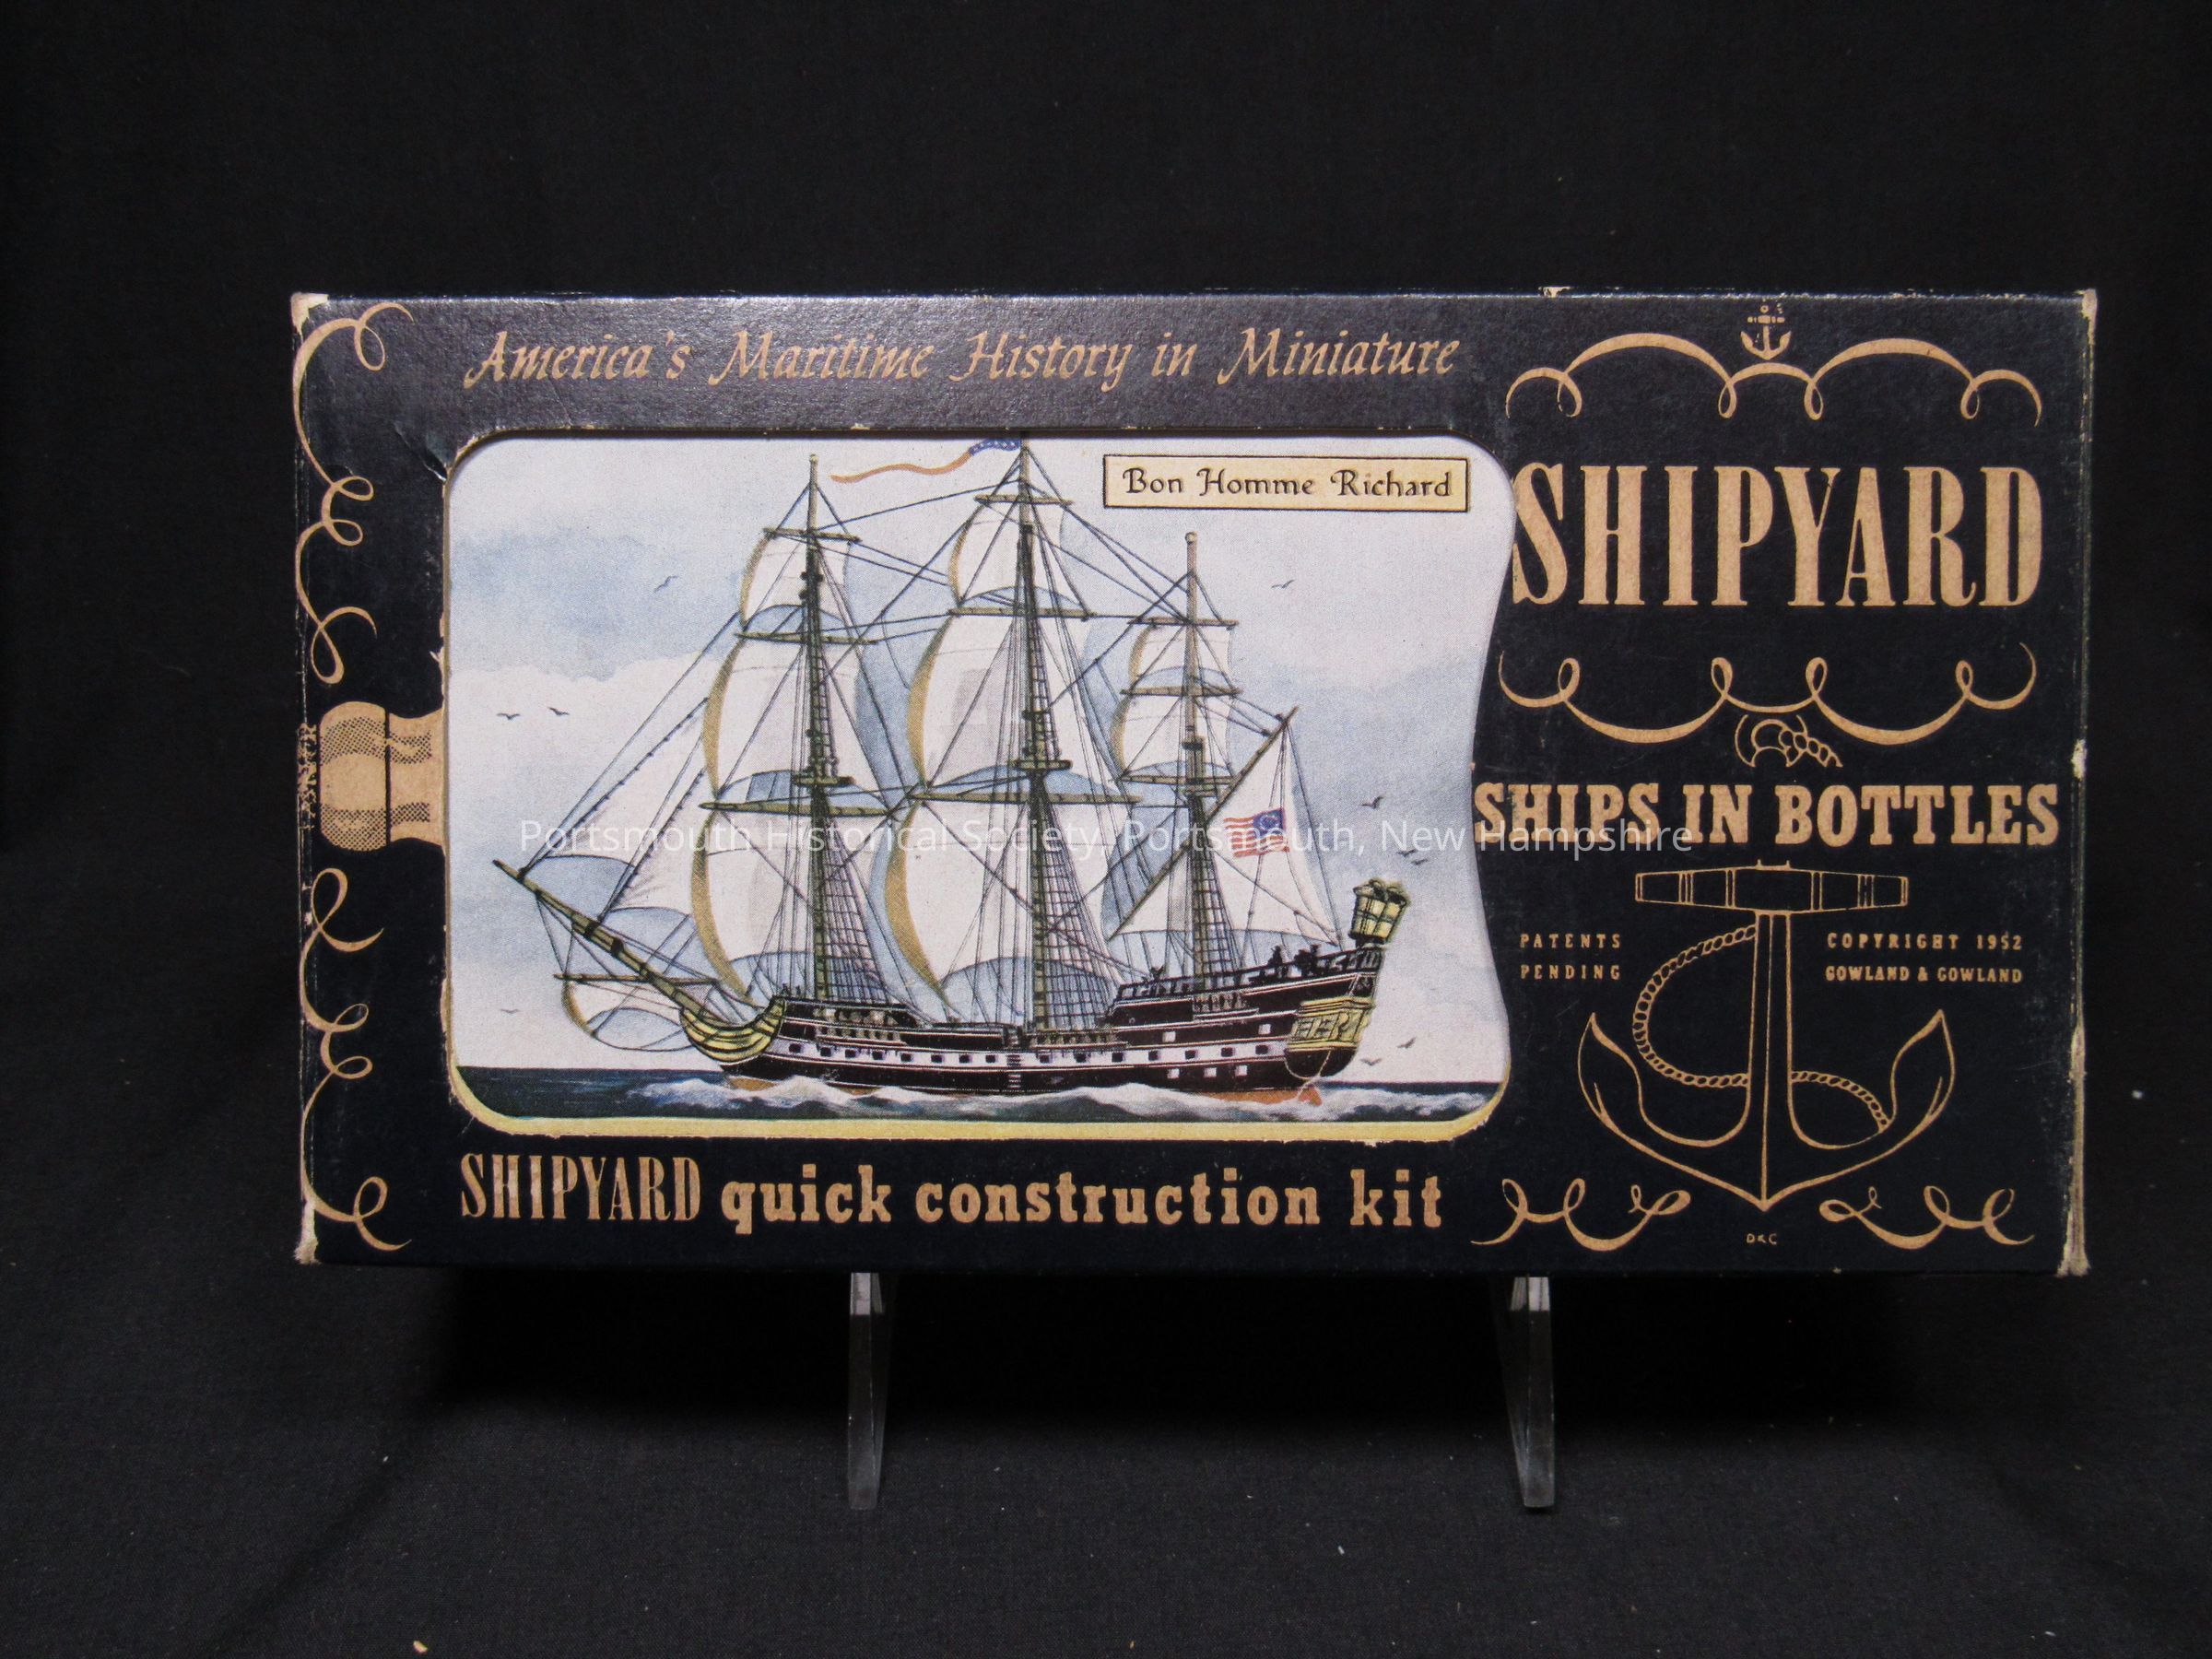 America's Maritime History in Miniature
Bon Homme Richard
SHIPYARD
SHIPS IN BOTTLES
Portsmouth Historical Society, Portsmouth, New Hampshire
PATENTS
PENDING
COPYRIGHT 1952
GOWLAND & GOWLAND
SHIPYARD quick construction kit
DKC